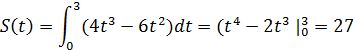 S(t) = ∫₀³(4t³ − 6t²)dt = (t⁴ − 2t³ |₀³ = 27